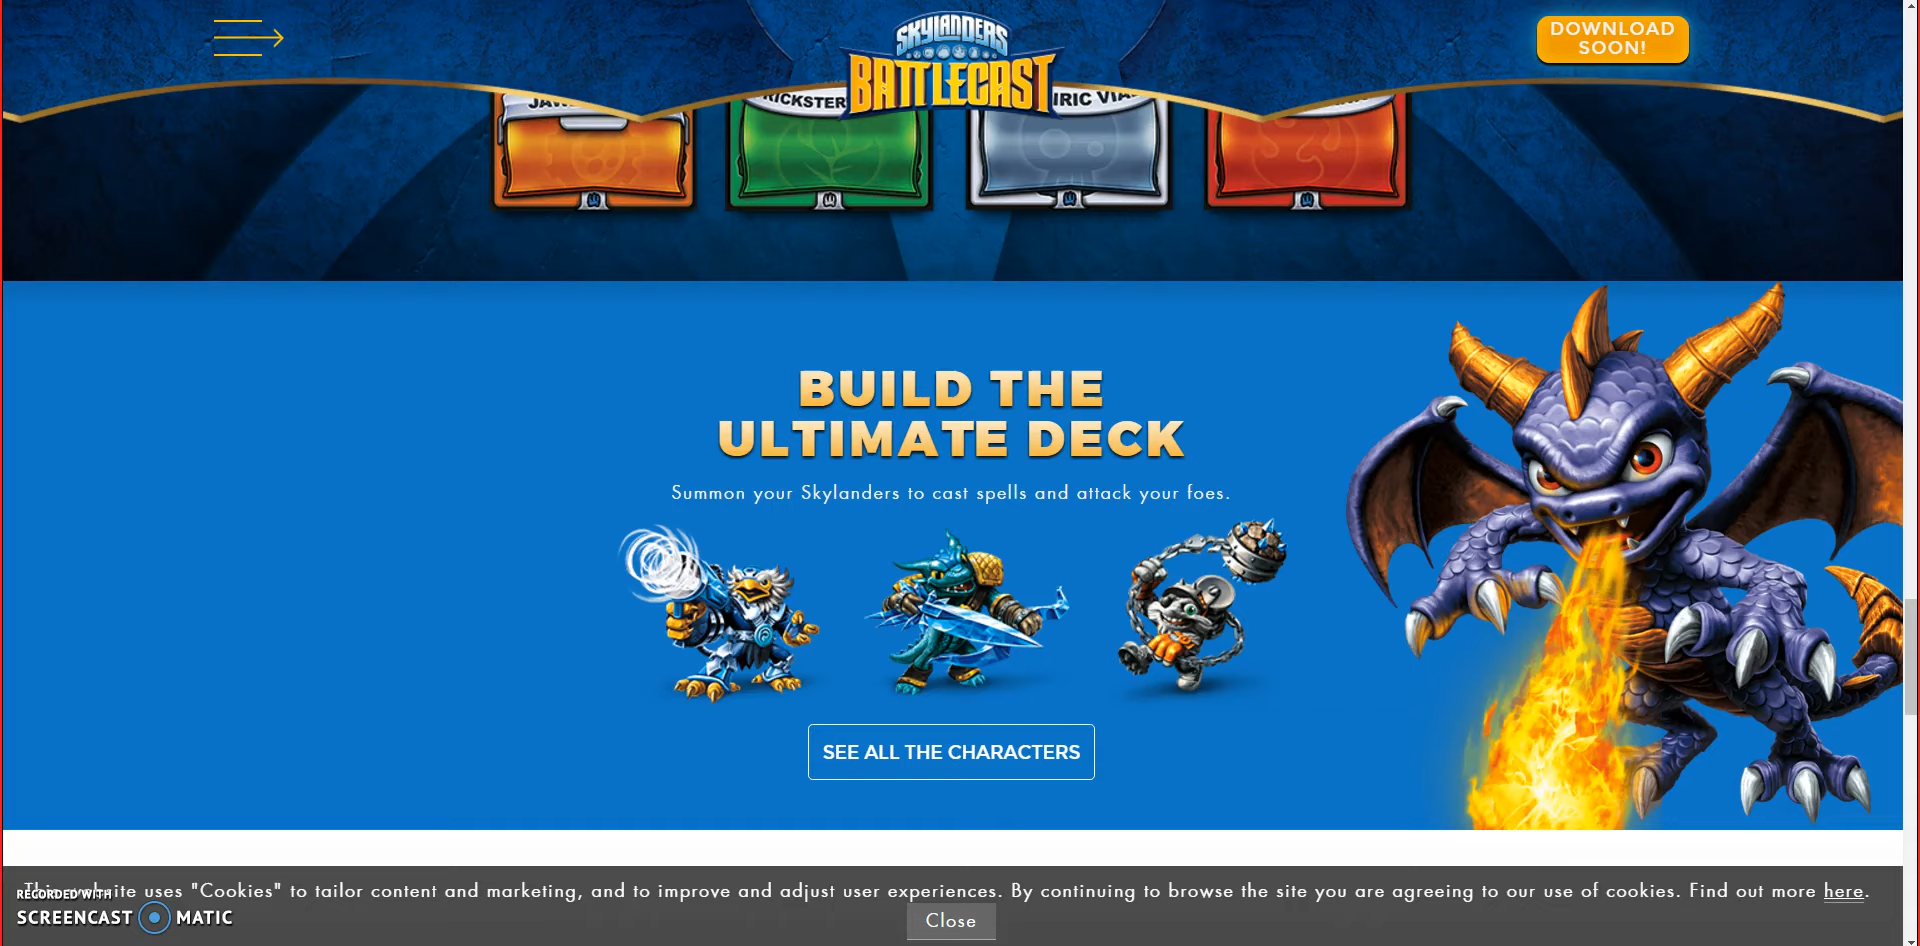 SKYLANDERS
BATTLECAST
DOWNLOAD
SOON!
BUILD THE
ULTIMATE DECK
Summon your Skylanders to cast spells and attack your foes.
SEE ALL THE CHARACTERS
This website uses "Cookies" to tailor content and marketing, and to improve and adjust user experiences. By continuing to browse the site you are agreeing to our use of cookies. Find out more here.
Close
RECORDED WITH
SCREENCAST MATIC